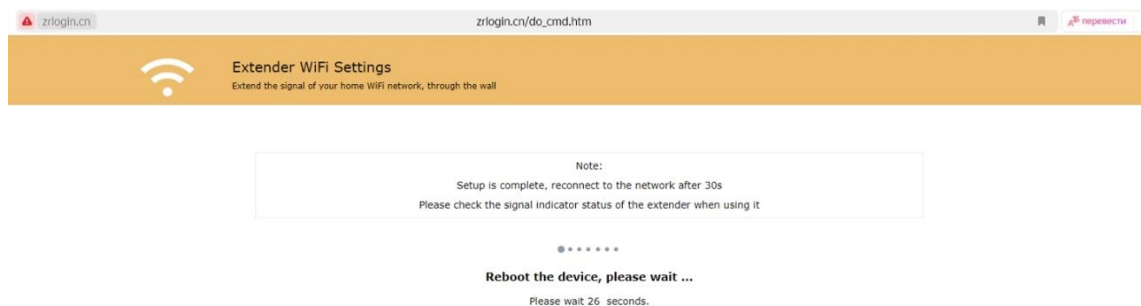 zrlogin.cn
zrlogin.cn/do_cmd.htm
перевести
Extender WiFi Settings
Extend the signal of your home WiFi network, through the wall
Note:
Setup is complete, reconnect to the network after 30s
Please check the signal indicator status of the extender when using it
Reboot the device, please wait ...
Please wait 26 seconds.